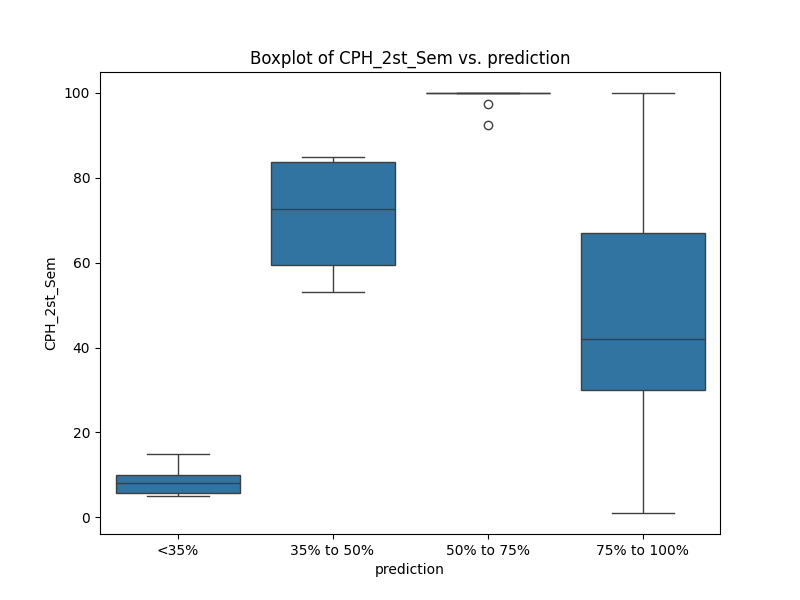 Boxplot of CPH_2st_Sem vs. prediction
100
80
60
40
20
0
CPH_2st_Sem
<35%
35% to 50%
50% to 75%
75% to 100%
prediction